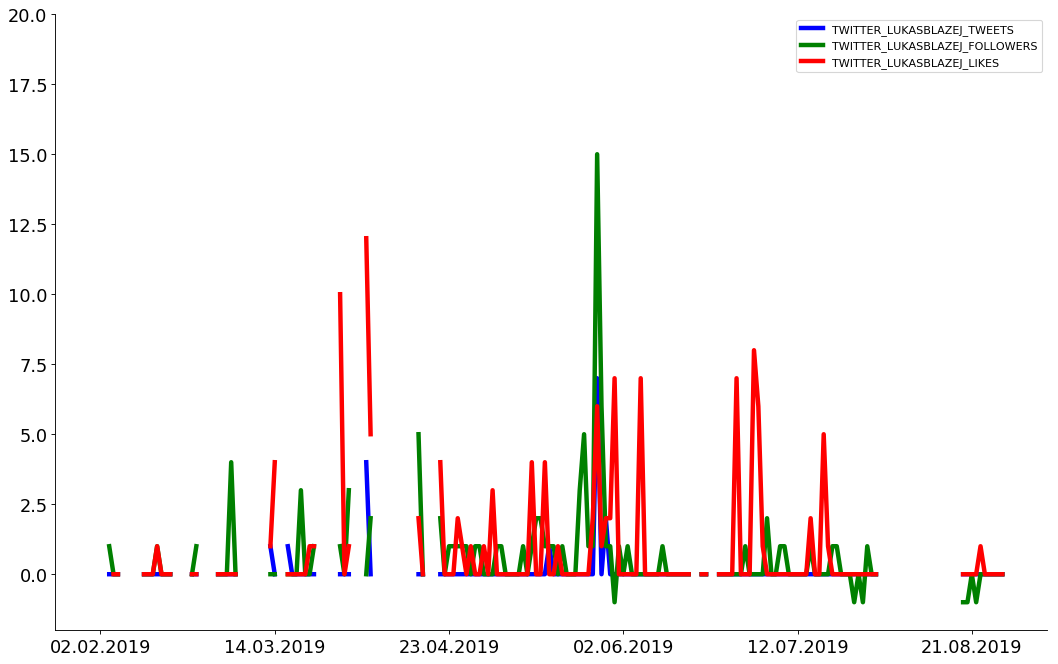 20.0
17.5
15.0
12.5
10.0
7.5
5.0
2.5
0.0
TWITTER_LUKASBLAZEJ_TWEETS
TWITTER_LUKASBLAZEJ_FOLLOWERS
TWITTER_LUKASBLAZEJ_LIKES
02.02.2019 14.03.2019 23.04.2019 02.06.2019 12.07.2019 21.08.2019